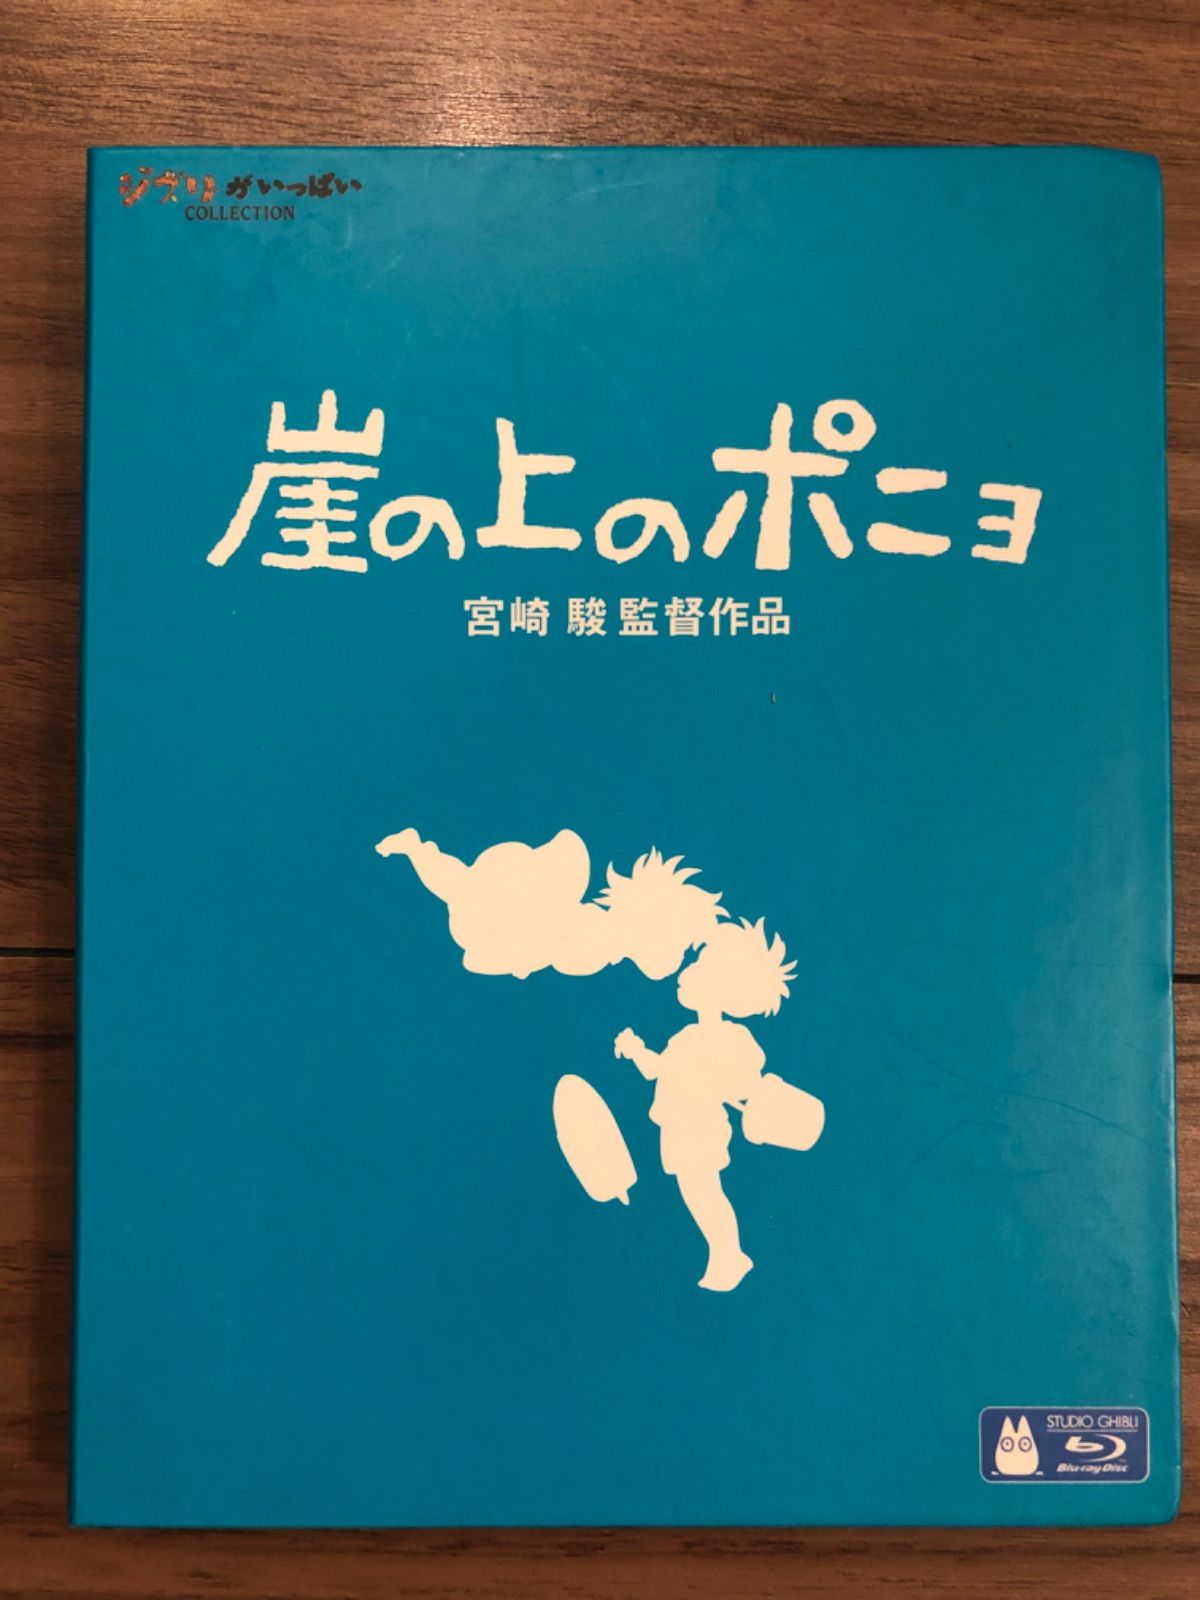 ジブリがいっぱい
COLLECTION
崖の上のポニョ
宮崎 駿 監督作品
STUDIO GHIBLI
Blu-ray Disc